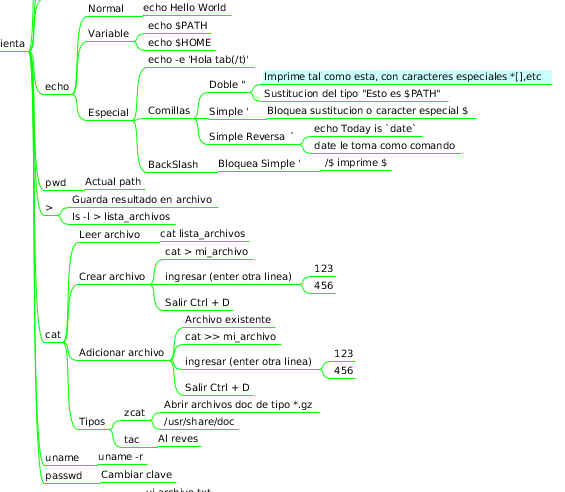 ienta
echo
Normal
echo Hello World
Variable
echo $PATH
echo $HOME
Especial
echo -e 'Hola tab(/t)'
Comillas
Doble "
Imprime tal como esta, con caracteres especiales *[],etc
Sustitucion del tipo "Esto es $PATH"
Simple '
Bloquea sustitucion o caracter especial $
Simple Reversa `
echo Today is `date`
date le toma como comando
BackSlash
Bloquea Simple '
/$ imprime $
pwd
Actual path
>
Guarda resultado en archivo
ls -l > lista_archivos
cat
Leer archivo
cat lista_archivos
Crear archivo
cat > mi_archivo
ingresar (enter otra linea)
123
456
Salir Ctrl + D
Adicionar archivo
Archivo existente
cat >> mi_archivo
ingresar (enter otra linea)
123
456
Salir Ctrl + D
Tipos
zcat
Abrir archivos doc de tipo *.gz
/usr/share/doc
tac
Al reves
uname
uname -r
passwd
Cambiar clave